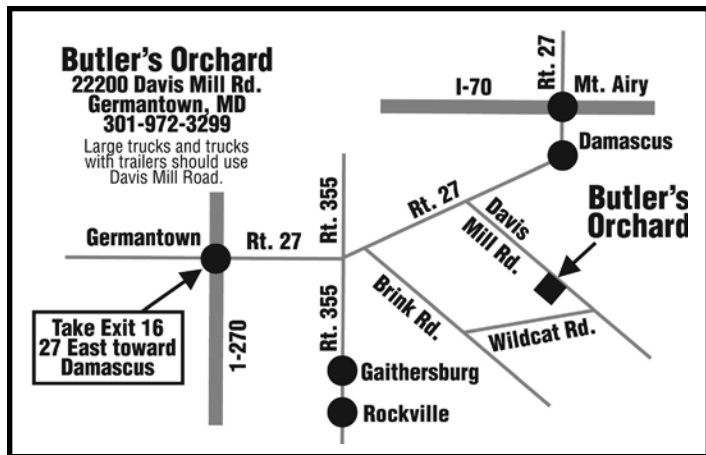 Butler's Orchard
22200 Davis Mill Rd.
Germantown, MD
301-972-3299
Large trucks and trucks
with trailers should use
Davis Mill Road.
Rt. 27
I-70
Mt. Airy
Damascus
Rt. 355
Rt. 27
Butler's
Orchard
Davis
Mill Rd.
Germantown
Rt. 27
Take Exit 16
27 East toward
Damascus
1-270
Rt. 355
Brink Rd.
Wildcat Rd.
Gaithersburg
Rockville